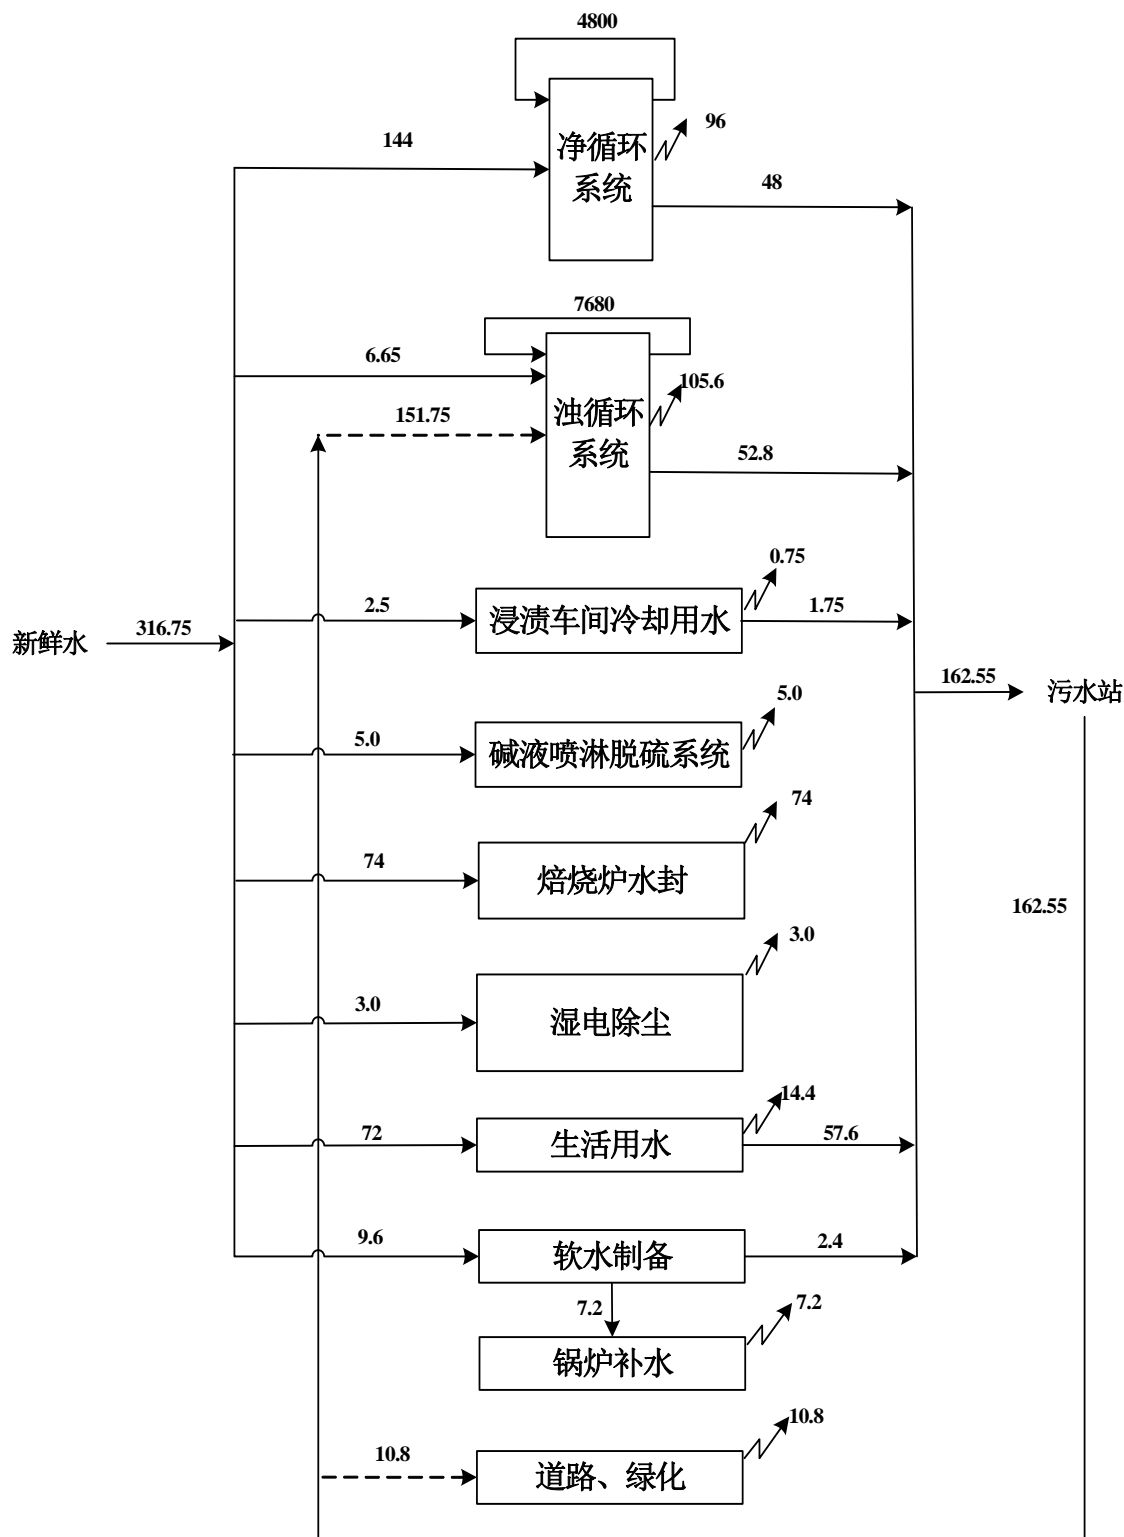 4800
净循环
系统
96
144
48
7680
浊循环
系统
6.65
105.6
151.75
52.8
0.75
2.5
浸渍车间冷却用水
1.75
新鲜水
316.75
162.55
污水站
5.0
5.0
碱液喷淋脱硫系统
74
74
焙烧炉水封
162.55
3.0
3.0
湿电除尘
14.4
72
生活用水
57.6
9.6
软水制备
2.4
7.2
7.2
锅炉补水
10.8
10.8
道路、绿化